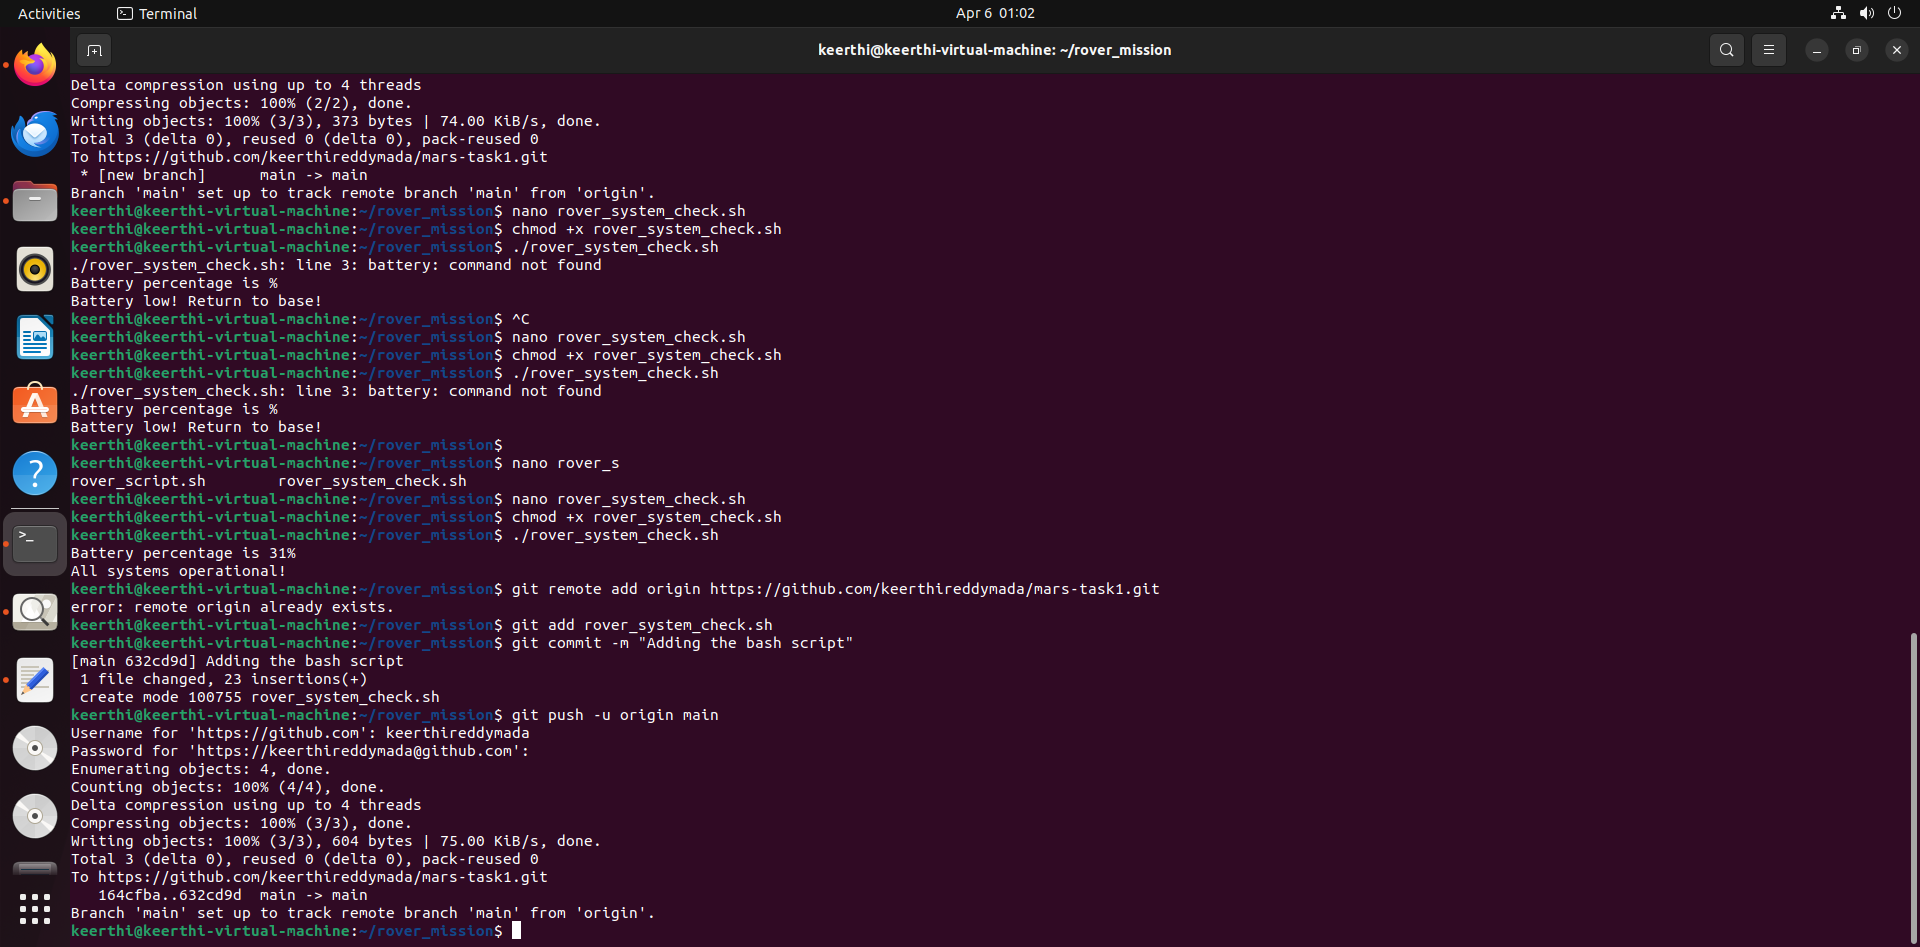 Activities
Terminal
Apr 6 01:02
keerthi@keerthi-virtual-machine: ~/rover_mission
Delta compression using up to 4 threads
Compressing objects: 100% (2/2), done.
Writing objects: 100% (3/3), 373 bytes | 74.00 KiB/s, done.
Total 3 (delta 0), reused 0 (delta 0), pack-reused 0
To https://github.com/keerthireddymada/mars-task1.git
 * [new branch]      main -> main
Branch 'main' set up to track remote branch 'main' from 'origin'.
keerthi@keerthi-virtual-machine:~/rover_mission$ nano rover_system_check.sh
keerthi@keerthi-virtual-machine:~/rover_mission$ chmod +x rover_system_check.sh
keerthi@keerthi-virtual-machine:~/rover_mission$ ./rover_system_check.sh
./rover_system_check.sh: line 3: battery: command not found
Battery percentage is %
Battery low! Return to base!
keerthi@keerthi-virtual-machine:~/rover_mission$ ^C
keerthi@keerthi-virtual-machine:~/rover_mission$ nano rover_system_check.sh
keerthi@keerthi-virtual-machine:~/rover_mission$ chmod +x rover_system_check.sh
keerthi@keerthi-virtual-machine:~/rover_mission$ ./rover_system_check.sh
./rover_system_check.sh: line 3: battery: command not found
Battery percentage is %
Battery low! Return to base!
keerthi@keerthi-virtual-machine:~/rover_mission$
keerthi@keerthi-virtual-machine:~/rover_mission$ nano rover_s
rover_script.sh        rover_system_check.sh
keerthi@keerthi-virtual-machine:~/rover_mission$ nano rover_system_check.sh
keerthi@keerthi-virtual-machine:~/rover_mission$ chmod +x rover_system_check.sh
keerthi@keerthi-virtual-machine:~/rover_mission$ ./rover_system_check.sh
Battery percentage is 31%
All systems operational!
keerthi@keerthi-virtual-machine:~/rover_mission$ git remote add origin https://github.com/keerthireddymada/mars-task1.git
error: remote origin already exists.
keerthi@keerthi-virtual-machine:~/rover_mission$ git add rover_system_check.sh
keerthi@keerthi-virtual-machine:~/rover_mission$ git commit -m "Adding the bash script"
[main 632cd9d] Adding the bash script
 1 file changed, 23 insertions(+)
 create mode 100755 rover_system_check.sh
keerthi@keerthi-virtual-machine:~/rover_mission$ git push -u origin main
Username for 'https://github.com': keerthireddymada
Password for 'https://keerthireddymada@github.com':
Enumerating objects: 4, done.
Counting objects: 100% (4/4), done.
Delta compression using up to 4 threads
Compressing objects: 100% (3/3), done.
Writing objects: 100% (3/3), 604 bytes | 75.00 KiB/s, done.
Total 3 (delta 0), reused 0 (delta 0), pack-reused 0
To https://github.com/keerthireddymada/mars-task1.git
   164cfba..632cd9d  main -> main
Branch 'main' set up to track remote branch 'main' from 'origin'.
keerthi@keerthi-virtual-machine:~/rover_mission$